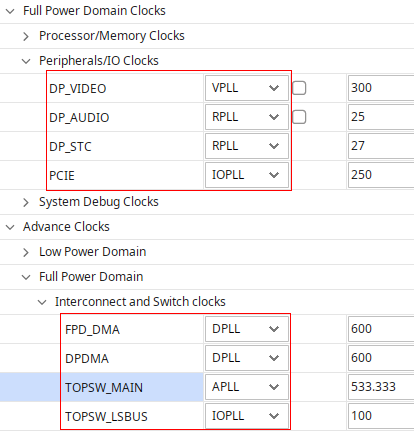 Full Power Domain Clocks
Processor/Memory Clocks
Peripherals/IO Clocks
DP_VIDEO VPLL 300
DP_AUDIO RPLL 25
DP_STC RPLL 27
PCIE IOPLL 250
System Debug Clocks
Advance Clocks
Low Power Domain
Full Power Domain
Interconnect and Switch clocks
FPD_DMA DPLL 600
DPDMA DPLL 600
TOPSW_MAIN APLL 533.333
TOPSW_LSBUS IOPLL 100